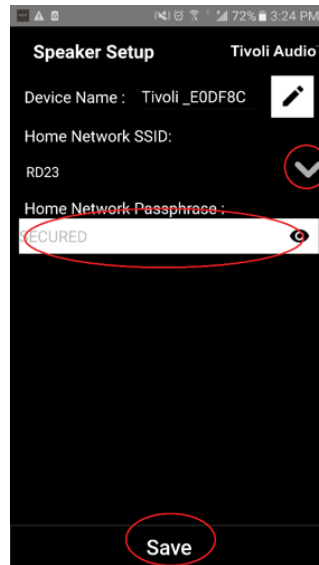 72% 3:24 PM
Speaker Setup Tivoli Audio
Device Name : Tivoli _E0DF8C
Home Network SSID:
RD23
Home Network Passphrase :
SECURED
Save